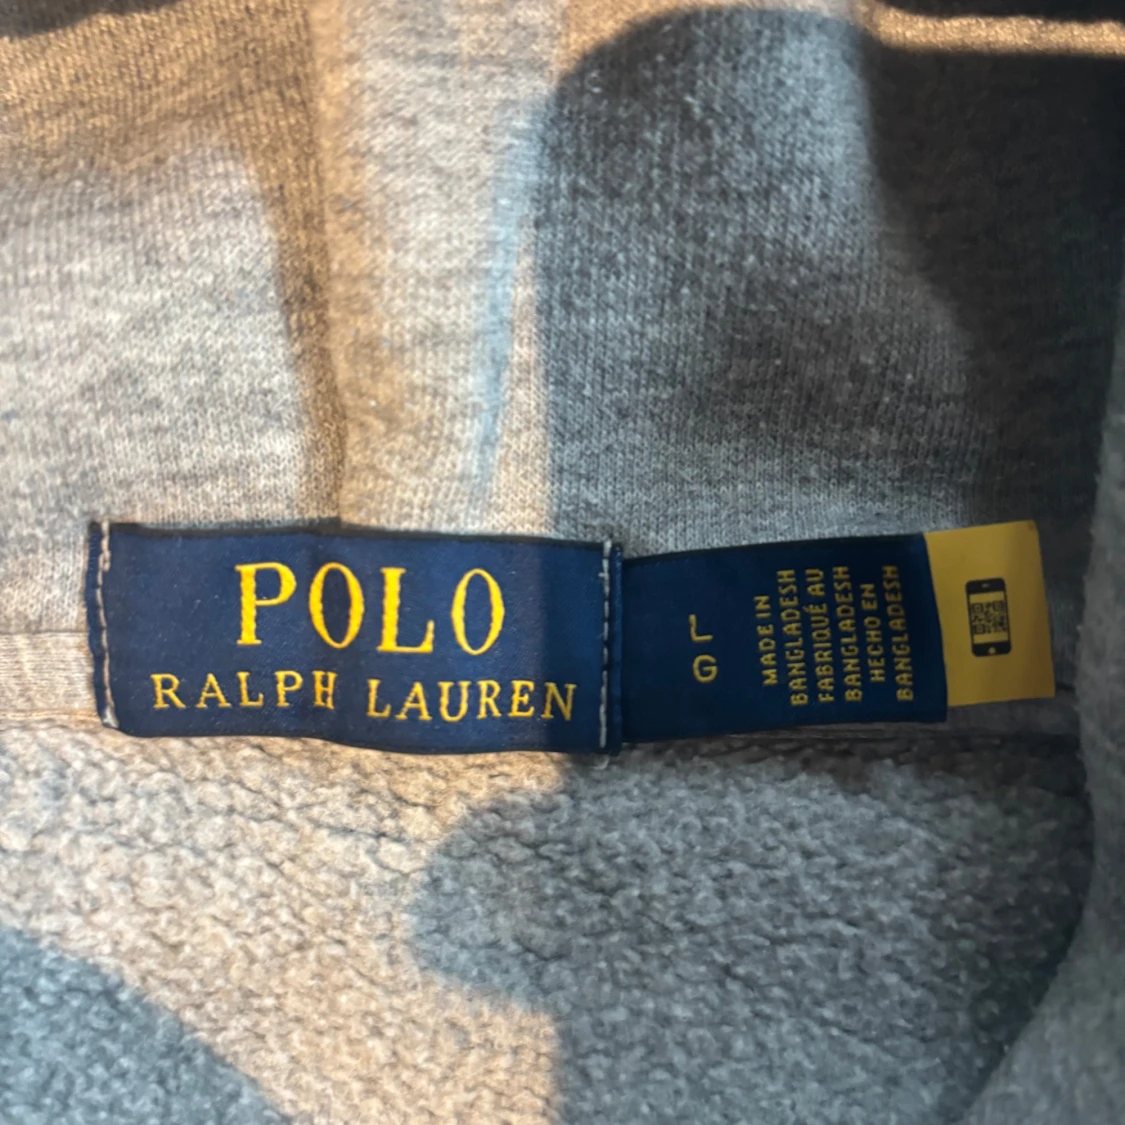 POLO
RALPH LAUREN
L
G
MADE IN
BANGLADESH
FABRIQUÉ AU
BANGLADESH
HECHO EN
BANGLADESH